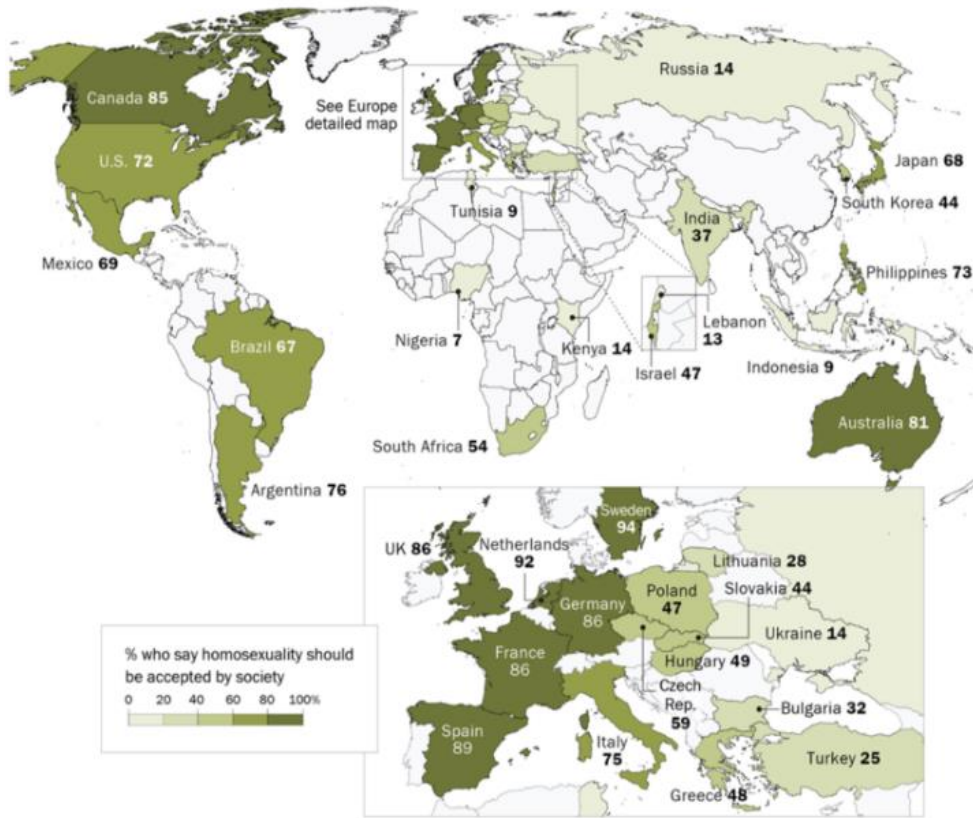 Canada 85
U.S. 72
Mexico 69
Brazil 67
Argentina 76
See Europe
detailed map
Russia 14
Japan 68
South Korea 44
Tunisia 9
India
37
Philippines 73
Nigeria 7
Kenya 14
Lebanon
13
Israel 47
Indonesia 9
South Africa 54
Australia 81
Sweden
94
UK 86
Netherlands
92
Lithuania 28
Slovakia 44
Poland
47
Germany
86
Ukraine 14
France
86
Hungary 49
Czech
Rep.
59
Bulgaria 32
Spain
89
Italy
75
Turkey 25
Greece 48
% who say homosexuality should
be accepted by society
0 20 40 60 80 100%